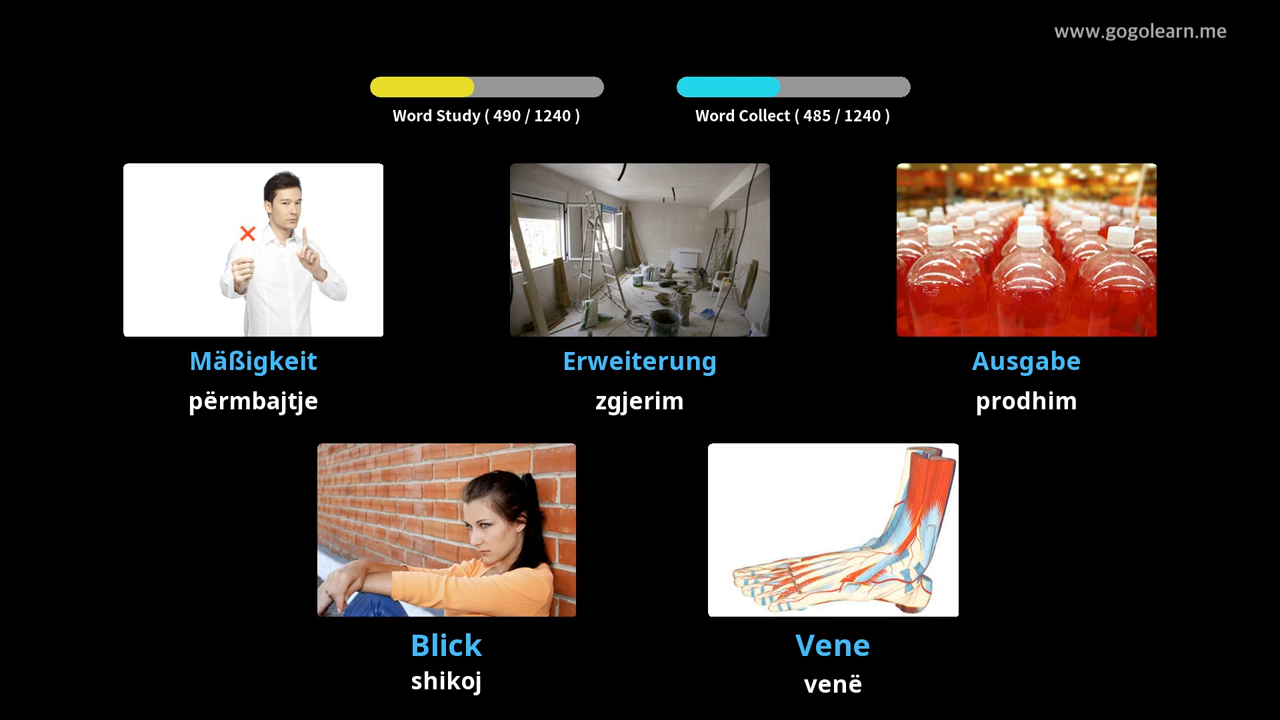 www.gogolearn.me
Word Study ( 490 / 1240 )
Word Collect ( 485 / 1240 )
Mäßigkeit
përmbajtje
Erweiterung
zgjerim
Ausgabe
prodhim
Blick
shikoj
Vene
venë